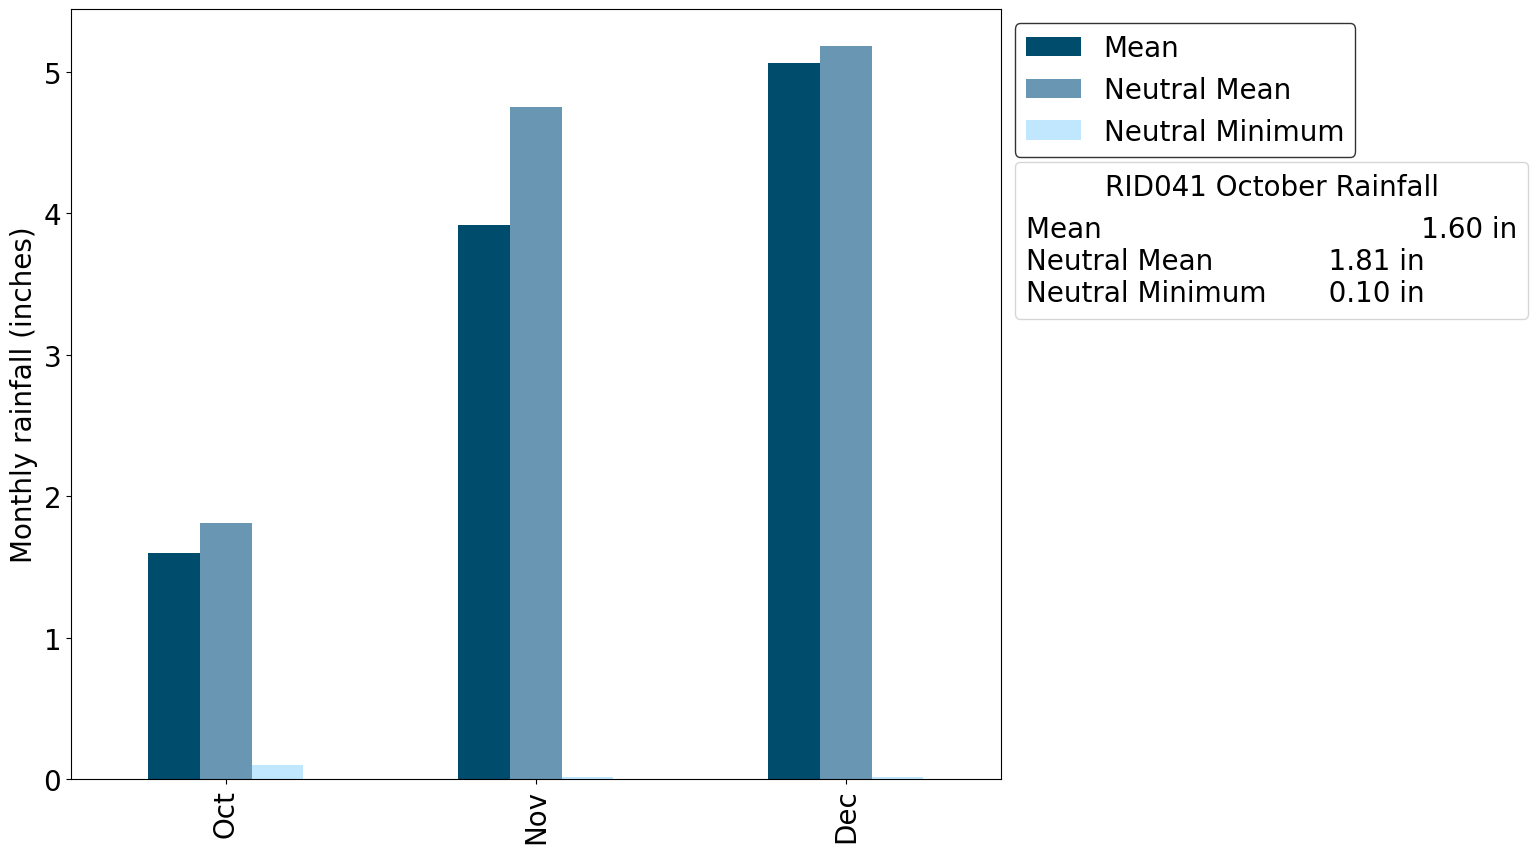 Monthly rainfall (inches)
5
4
3
2
1
0
Oct
Nov
Dec
Mean
Neutral Mean
Neutral Minimum
RID041 October Rainfall
Mean 1.60 in
Neutral Mean 1.81 in
Neutral Minimum 0.10 in